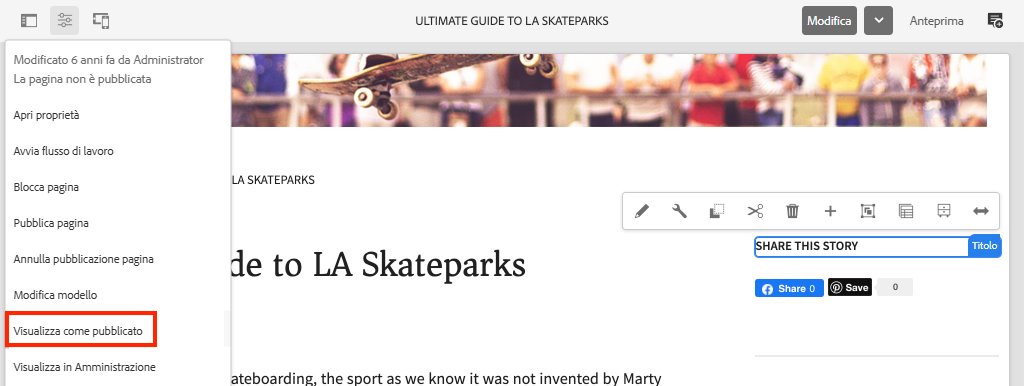 ULTIMATE GUIDE TO LA SKATEPARKS
Modifica
Anteprima
Modificato 6 anni fa da Administrator
La pagina non è pubblicata
Apri proprietà
Avvia flusso di lavoro
Blocca pagina
Pubblica pagina
Annulla pubblicazione pagina
Modifica modello
Visualizza come pubblicato
Visualizza in Amministrazione
LA SKATEPARKS
de to LA Skateparks
SHARE THIS STORY
Titolo
Share 0
Save
0
ateboarding, the sport as we know it was not invented by Marty